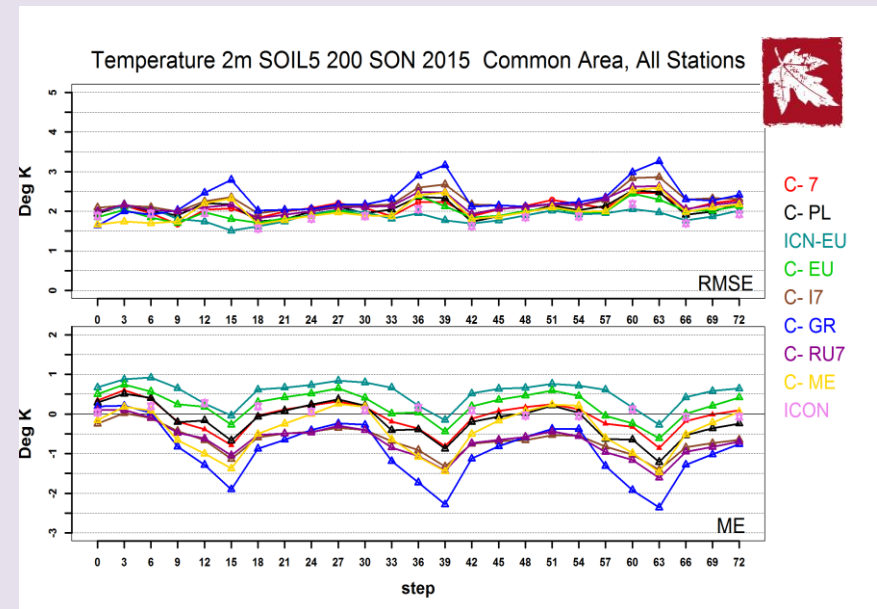 Temperature 2m SOIL5 200 SON 2015 Common Area, All Stations
Deg K
5
4
3
2
1
0
RMSE
0 3 6 9 12 15 18 21 24 27 30 33 36 39 42 45 48 51 54 57 60 63 66 69 72
Deg K
2
1
0
-1
-2
-3
ME
0 3 6 9 12 15 18 21 24 27 30 33 36 39 42 45 48 51 54 57 60 63 66 69 72
step
C- 7
C- PL
ICN-EU
C- EU
C- I7
C- GR
C- RU7
C- ME
ICON